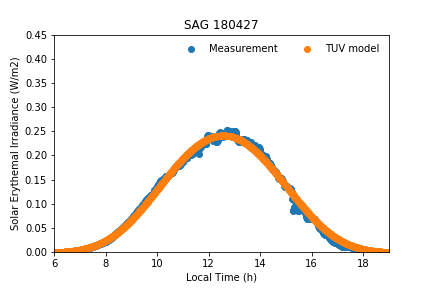 SAG 180427
Measurement
TUV model
Solar Erythemal Irradiance (W/m2)
0.45
0.40
0.35
0.30
0.25
0.20
0.15
0.10
0.05
0.00
6 8 10 12 14 16 18
Local Time (h)